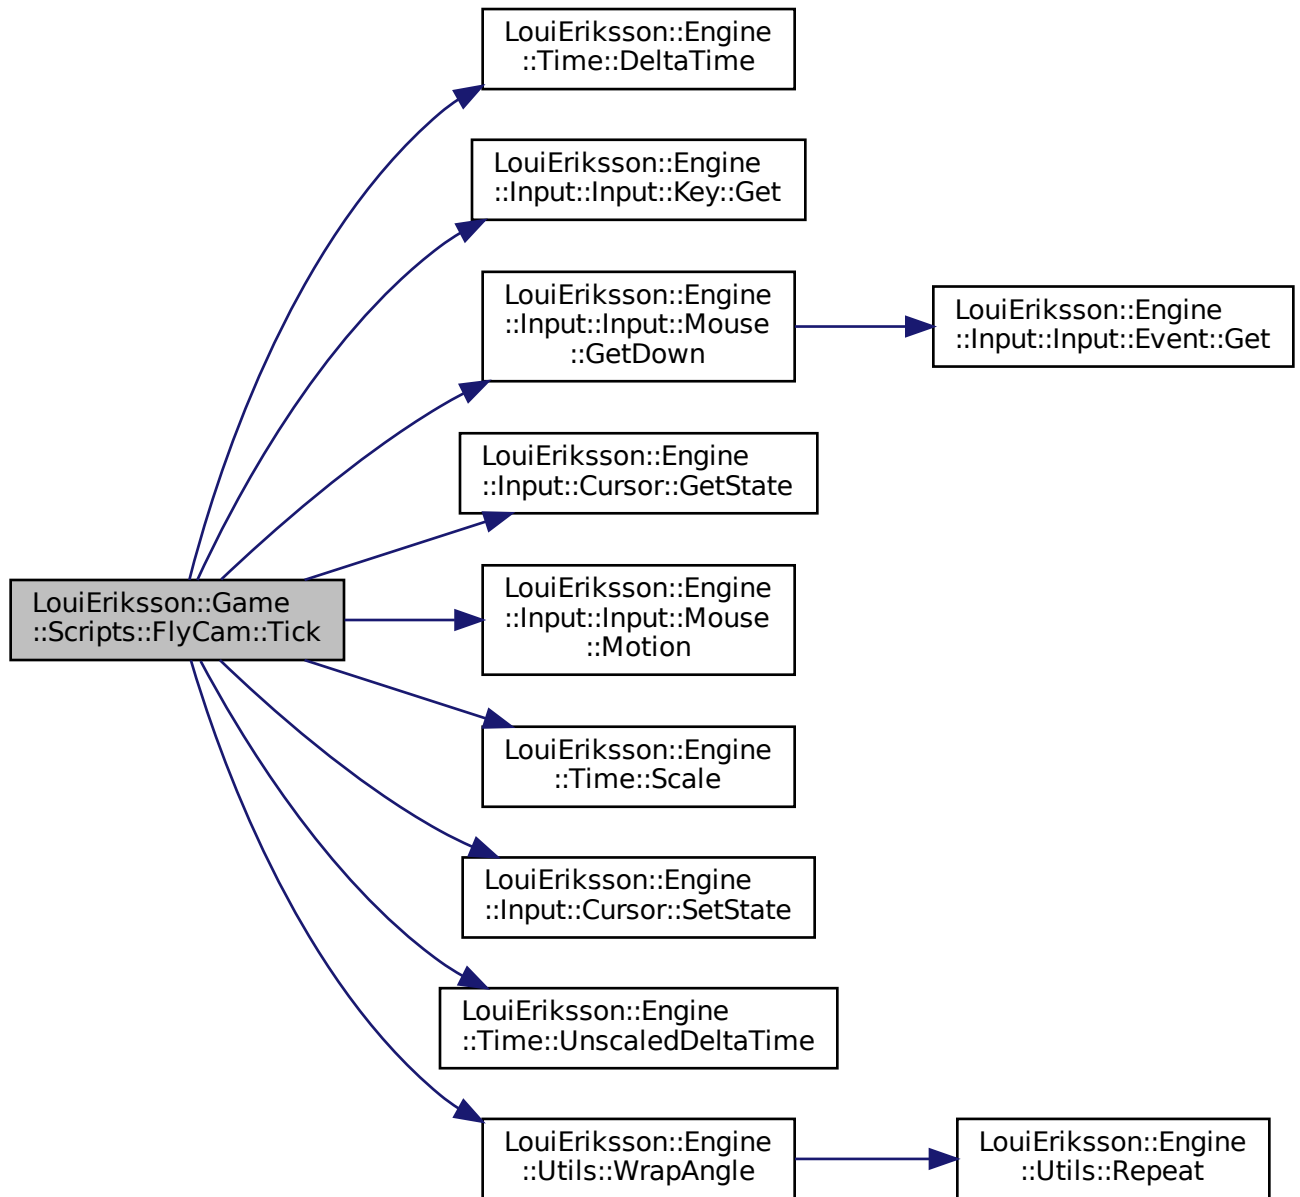 LouiEriksson::Engine
::Time::DeltaTime
LouiEriksson::Engine
::Input::Input::Key::Get
LouiEriksson::Engine
::Input::Input::Mouse
::GetDown
LouiEriksson::Engine
::Input::Input::Event::Get
LouiEriksson::Engine
::Input::Cursor::GetState
LouiEriksson::Game
::Scripts::FlyCam::Tick
LouiEriksson::Engine
::Input::Input::Mouse
::Motion
LouiEriksson::Engine
::Time::Scale
LouiEriksson::Engine
::Input::Cursor::SetState
LouiEriksson::Engine
::Time::UnscaledDeltaTime
LouiEriksson::Engine
::Utils::WrapAngle
LouiEriksson::Engine
::Utils::Repeat